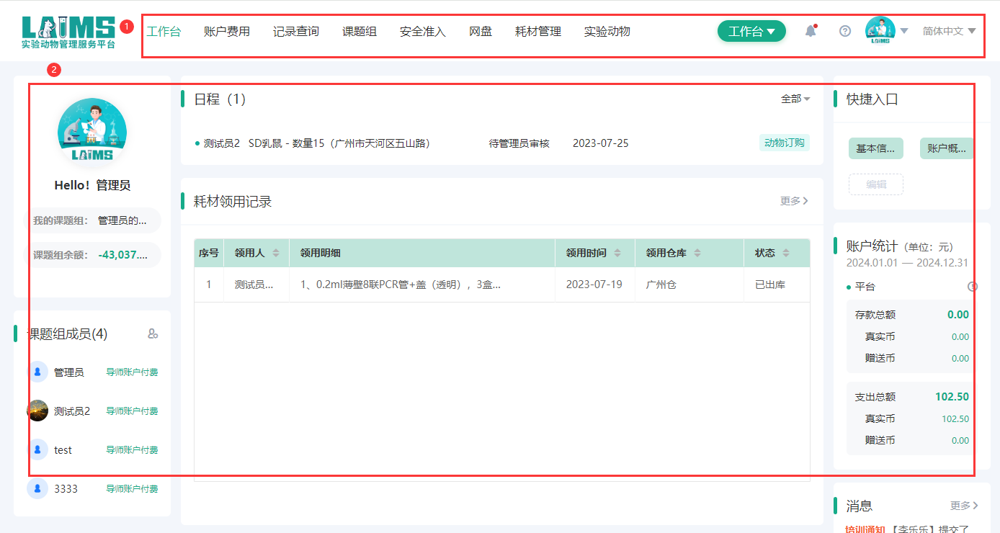 LAIMS
实验动物管理服务平台
1
工作台 账户费用 记录查询 课题组 安全准入 网盘 耗材管理 实验动物 工作台 LAIMS 简体中文
2
LAIMS
Hello！管理员
我的课题组： 管理员的...
课题组余额： -43,037....
课题组成员(4)
管理员 导师账户付费
测试员2 导师账户付费
test 导师账户付费
3333 导师账户付费
日程（1） 全部
测试员2 SD乳鼠 - 数量15（广州市天河区五山路） 待管理员审核 2023-07-25 动物订购
耗材领用记录 更多
序号 领用人 领用明细 领用时间 领用仓库 状态
1 测试员... 1、0.2ml薄壁8联PCR管+盖（透明），3盒... 2023-07-19 广州仓 已出库
快捷入口
基本信... 账户概...
编辑
账户统计（单位：元）
2024.01.01 — 2024.12.31
平台
存款总额 0.00
真实币 0.00
赠送币 0.00
支出总额 102.50
真实币 102.50
赠送币 0.00
消息 更多
培训通知 【李乐乐】提交了